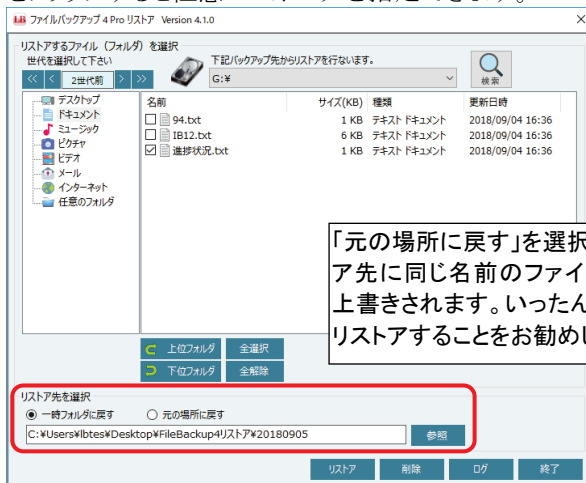 LB ファイルバックアップ 4 Pro リストア Version 4.1.0
リストアするファイル（フォルダ）を選択
世代を選択して下さい
<< < 2世代前 > >>
下記バックアップ先からリストアを行ないます。
G:¥
検索
デスクトップ
ドキュメント
ミュージック
ピクチャ
ビデオ
メール
インターネット
任意のフォルダ
名前 サイズ(KB) 種類 更新日時
94.txt 1 KB テキスト ドキュメント 2018/09/04 16:36
IB12.txt 6 KB テキスト ドキュメント 2018/09/04 16:36
進捗状況.txt 1 KB テキスト ドキュメント 2018/09/04 16:36
「元の場所に戻す」を選択
ア先に同じ名前のファイ
上書きされます。いったん
リストアすることをお勧めし
上位フォルダ 全選択
下位フォルダ 全解除
リストア先を選択
一時フォルダに戻す 元の場所に戻す
C:¥Users¥lbtes¥Desktop¥FileBackup4リストア¥20180905 参照
リストア 削除 ログ 終了